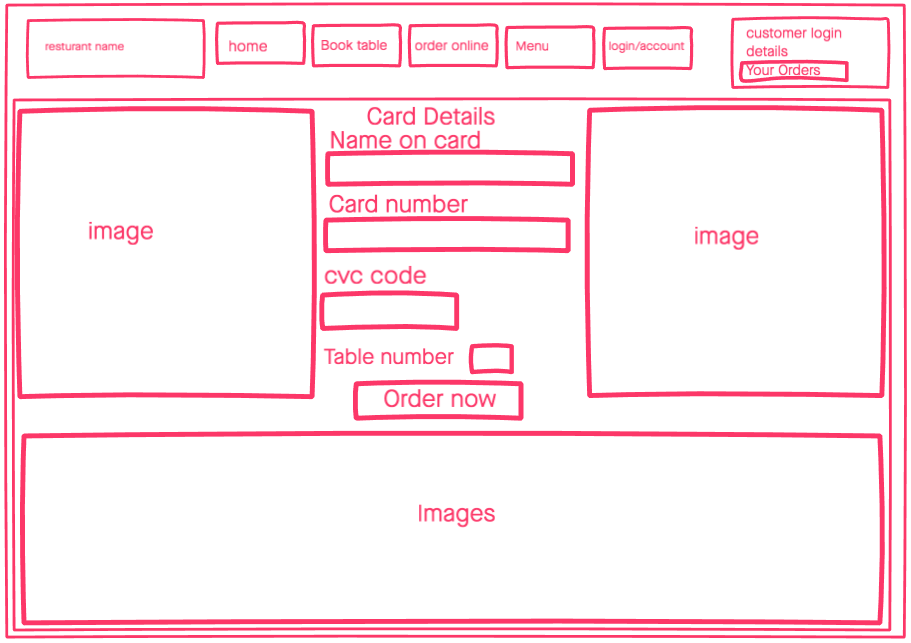 resturant name
home
Book table
order online
Menu
login/account
customer login
details
Your Orders
Card Details
Name on card
image
Card number
image
cvc code
Table number
Order now
Images